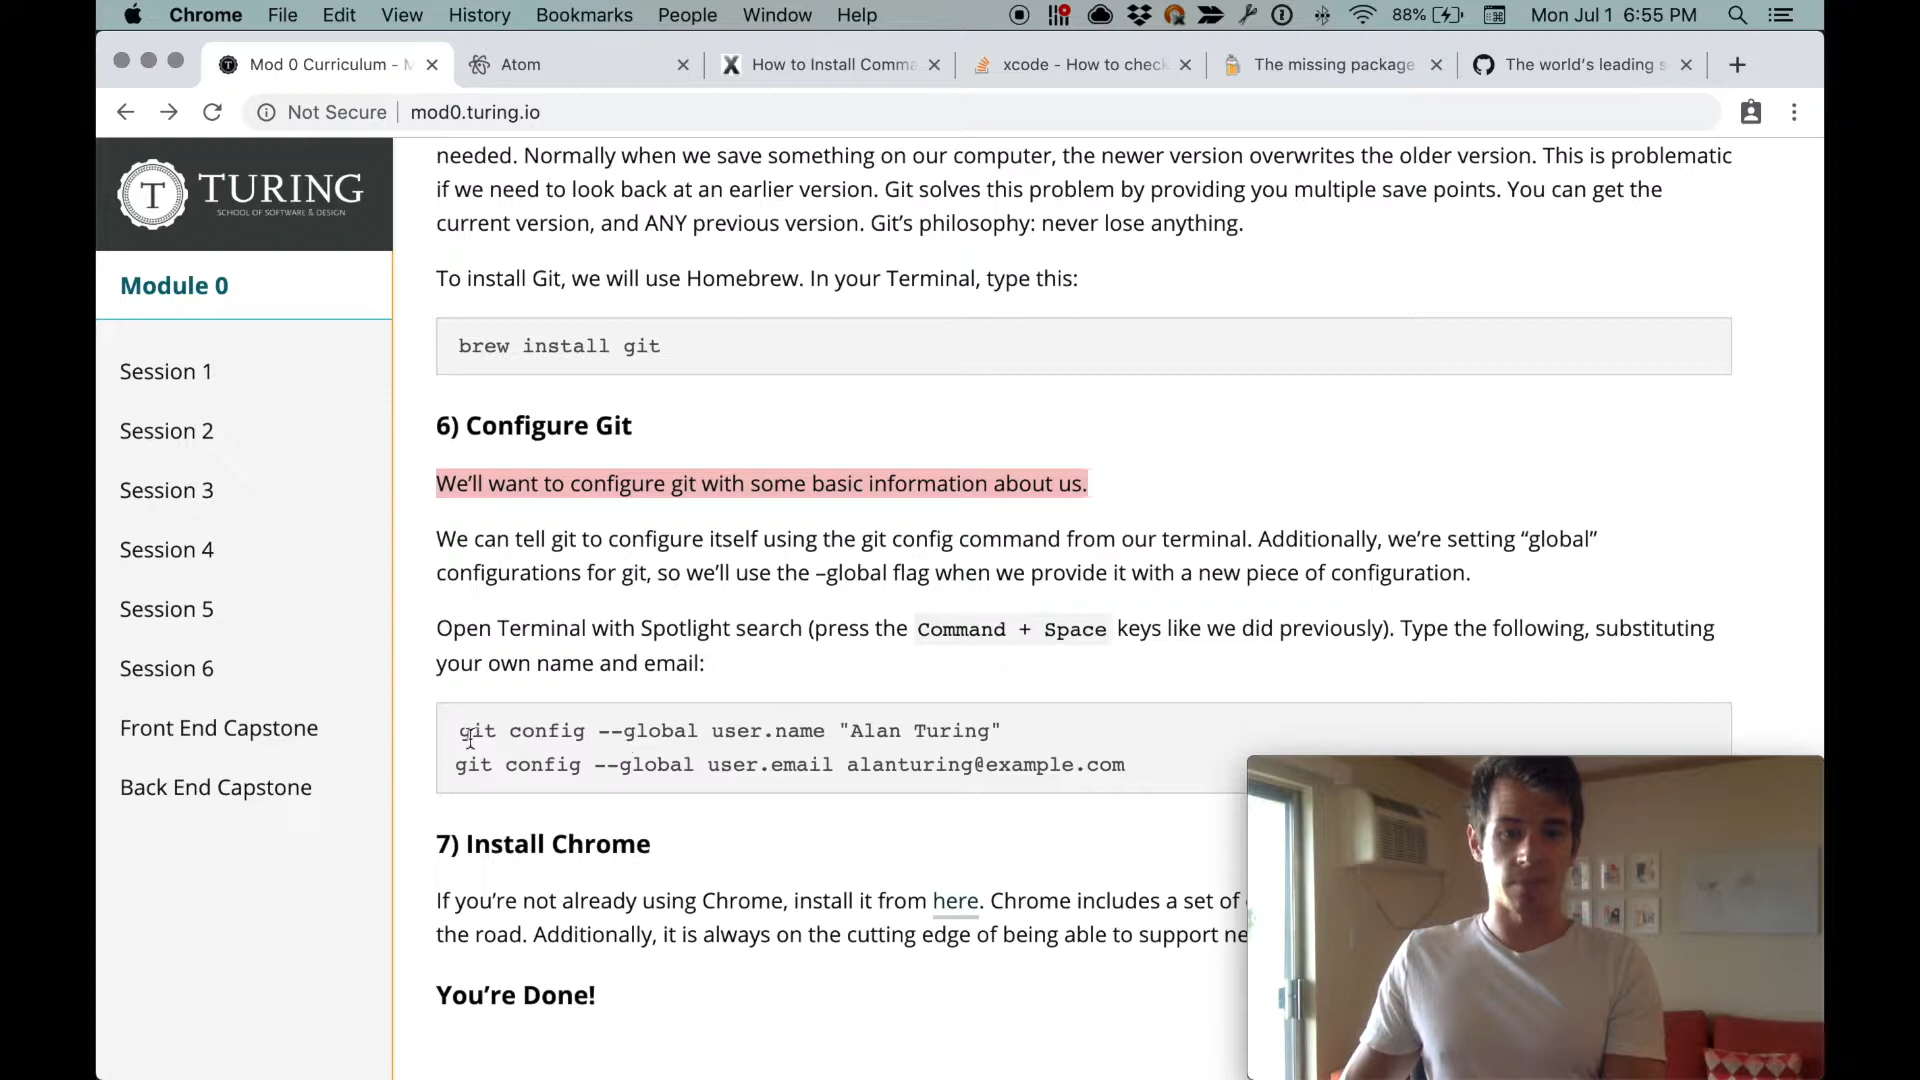 Chrome File Edit View History Bookmarks People Window Help 88% Mon Jul 1 6:55 PM
Mod 0 Curriculum - Atom How to Install Comma xcode - How to check The missing package The world's leading s
Not Secure mod0.turing.io
T TURING
SCHOOL OF SOFTWARE & DESIGN
Module 0
Session 1
Session 2
Session 3
Session 4
Session 5
Session 6
Front End Capstone
Back End Capstone
needed. Normally when we save something on our computer, the newer version overwrites the older version. This is problematic
if we need to look back at an earlier version. Git solves this problem by providing you multiple save points. You can get the
current version, and ANY previous version. Git’s philosophy: never lose anything.
To install Git, we will use Homebrew. In your Terminal, type this:
brew install git
6) Configure Git
We’ll want to configure git with some basic information about us.
We can tell git to configure itself using the git config command from our terminal. Additionally, we’re setting “global”
configurations for git, so we’ll use the –global flag when we provide it with a new piece of configuration.
Open Terminal with Spotlight search (press the Command + Space keys like we did previously). Type the following, substituting
your own name and email:
git config --global user.name "Alan Turing"
git config --global user.email alanturing@example.com
7) Install Chrome
If you’re not already using Chrome, install it from here. Chrome includes a set of
the road. Additionally, it is always on the cutting edge of being able to support ne
You’re Done!